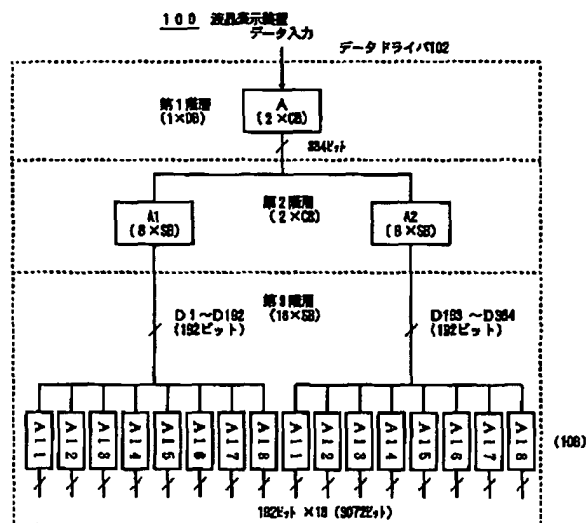 100 液晶表示装置
データ入力
データドライバ102
第1階層
(1×DB)
A
(2×CB)
384ビット
第2階層
(2×CB)
A1
(8×SB)
A2
(8×SB)
第3階層
(16×SB)
D1～D192
(192ビット)
D193～D384
(192ビット)
A11 A12 A13 A14 A15 A16 A17 A18 A11 A12 A13 A14 A15 A16 A17 A18
192ビット ×16 (3072ビット)